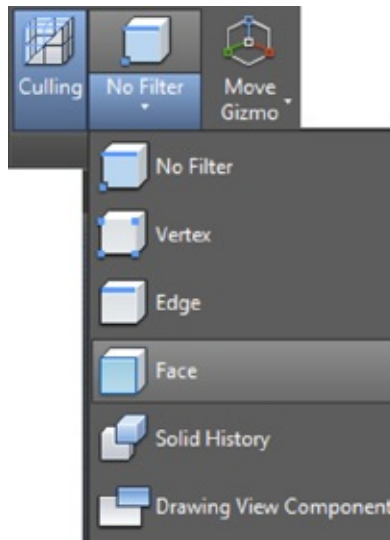 Culling
No Filter
Move
Gizmo
No Filter
Vertex
Edge
Face
Solid History
Drawing View Component